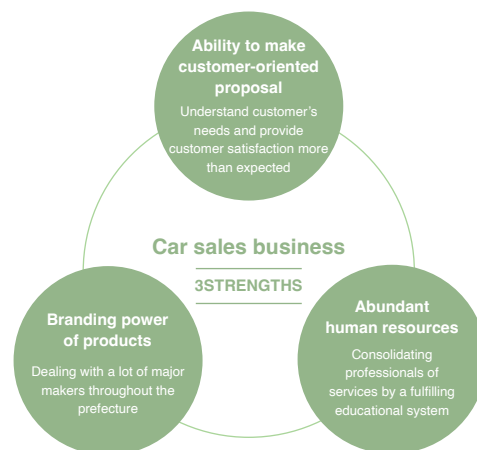 Ability to make
customer-oriented
proposal
Understand customer's
needs and provide
customer satisfaction more
than expected
Car sales business
3STRENGTHS
Branding power
of products
Dealing with a lot of major
makers throughout the
prefecture
Abundant
human resources
Consolidating
professionals of
services by a fulfilling
educational system